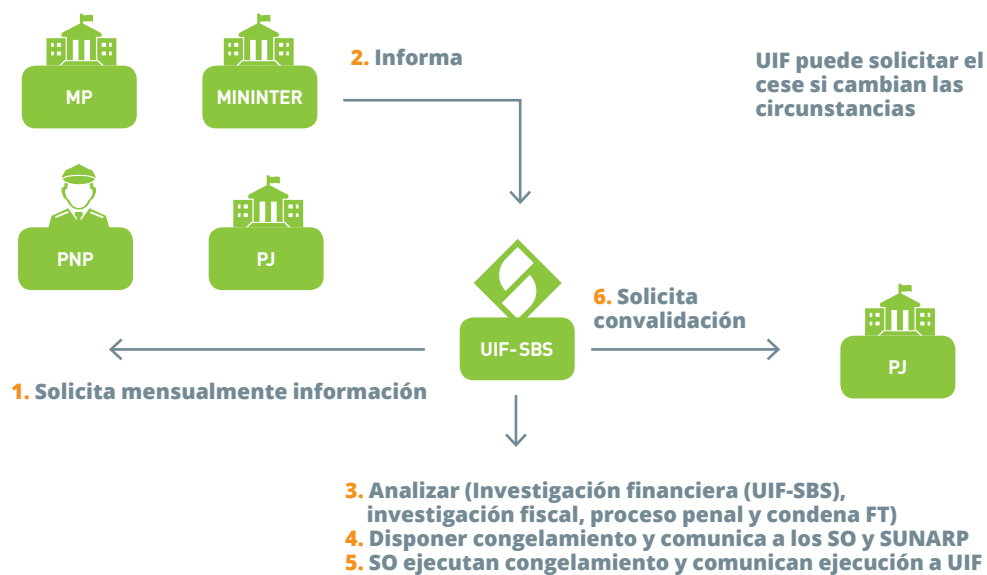 MP
MININTER
2. Informa
UIF puede solicitar el
cese si cambian las
circunstancias
PNP
PJ
UIF-SBS
6. Solicita
convalidación
PJ
1. Solicita mensualmente información
3. Analizar (Investigación financiera (UIF-SBS),
investigación fiscal, proceso penal y condena FT)
4. Disponer congelamiento y comunica a los SO y SUNARP
5. SO ejecutan congelamiento y comunican ejecución a UIF